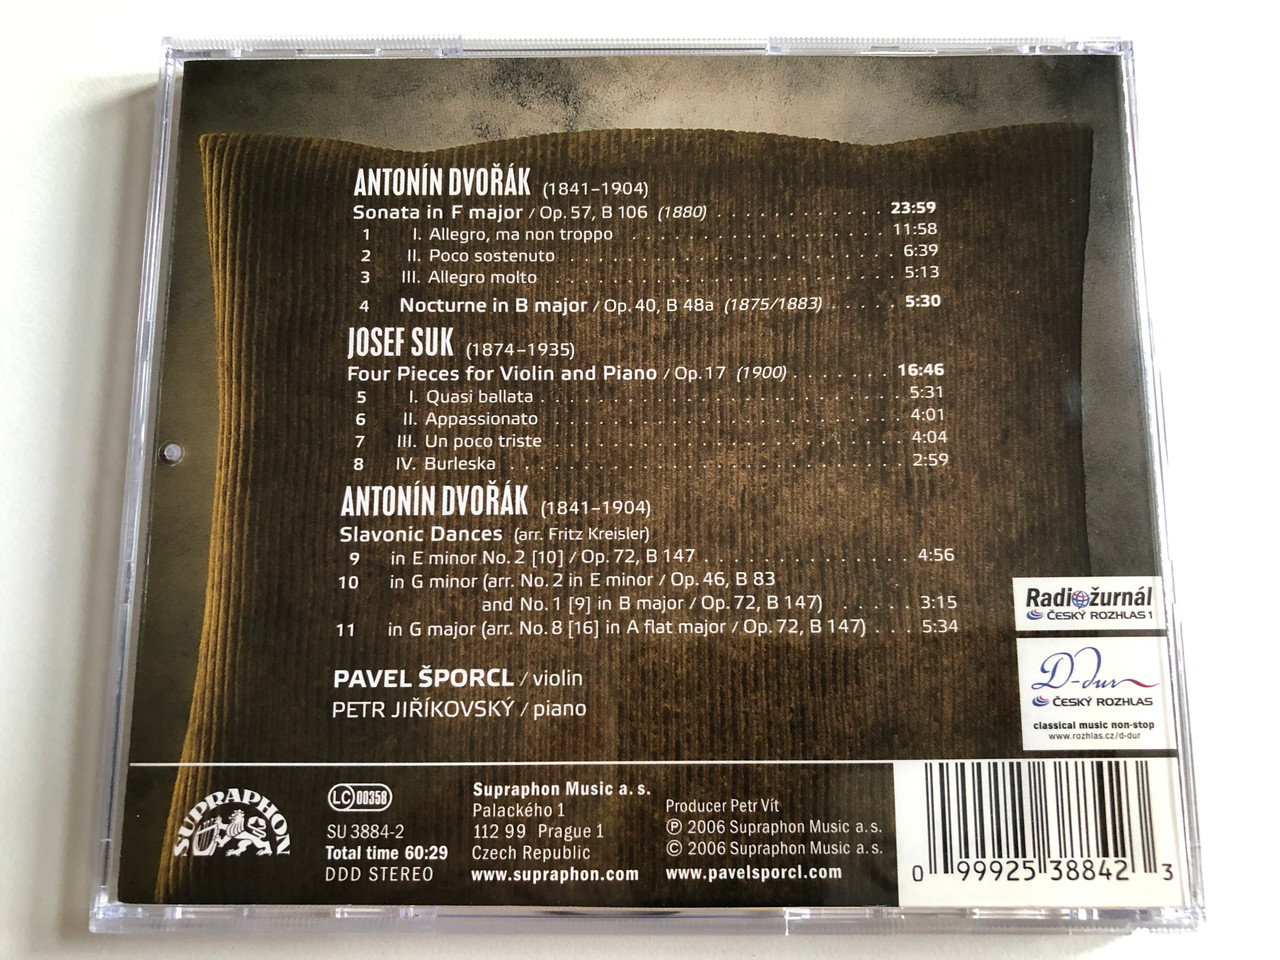 ANTONÍN DVOŘÁK (1841–1904)
Sonata in F major / Op. 57, B 106 (1880) . . . . . . . . . . . . 23:59
1 I. Allegro, ma non troppo . . . . . . . . . . . . . . . . . . 11:58
2 II. Poco sostenuto . . . . . . . . . . . . . . . . . . . . . . . 6:39
3 III. Allegro molto . . . . . . . . . . . . . . . . . . . . . . . . 5:13
4 Nocturne in B major / Op. 40, B 48a (1875/1883) . . . . . 5:30
JOSEF SUK (1874–1935)
Four Pieces for Violin and Piano / Op. 17 (1900) . . . . . . . 16:46
5 I. Quasi ballata . . . . . . . . . . . . . . . . . . . . . . . . 5:31
6 II. Appassionato . . . . . . . . . . . . . . . . . . . . . . . 4:01
7 III. Un poco triste . . . . . . . . . . . . . . . . . . . . . . . 4:04
8 IV. Burleska . . . . . . . . . . . . . . . . . . . . . . . . . . 2:59
ANTONÍN DVOŘÁK (1841–1904)
Slavonic Dances (arr. Fritz Kreisler)
9 in E minor No. 2 [10] / Op. 72, B 147 . . . . . . . . . . . . . . . 4:56
10 in G minor (arr. No. 2 in E minor / Op. 46, B 83
and No. 1 [9] in B major / Op. 72, B 147) . . . . . 3:15
11 in G major (arr. No. 8 [16] in A flat major / Op. 72, B 147) . . . 5:34
PAVEL ŠPORCL / violin
PETR JIŘÍKOVSKÝ / piano
Radiožurnál
ČESKÝ ROZHLAS 1
D-dur
ČESKÝ ROZHLAS
classical music non-stop
www.rozhlas.cz/d-dur
SUPRAPHON
LC 00358
SU 3884-2
Total time 60:29
DDD STEREO
Supraphon Music a. s.
Palackého 1
112 99 Prague 1
Czech Republic
www.supraphon.com
Producer Petr Vít
℗ 2006 Supraphon Music a. s.
© 2006 Supraphon Music a. s.
www.pavelsporcl.com
0 99925 38842 3